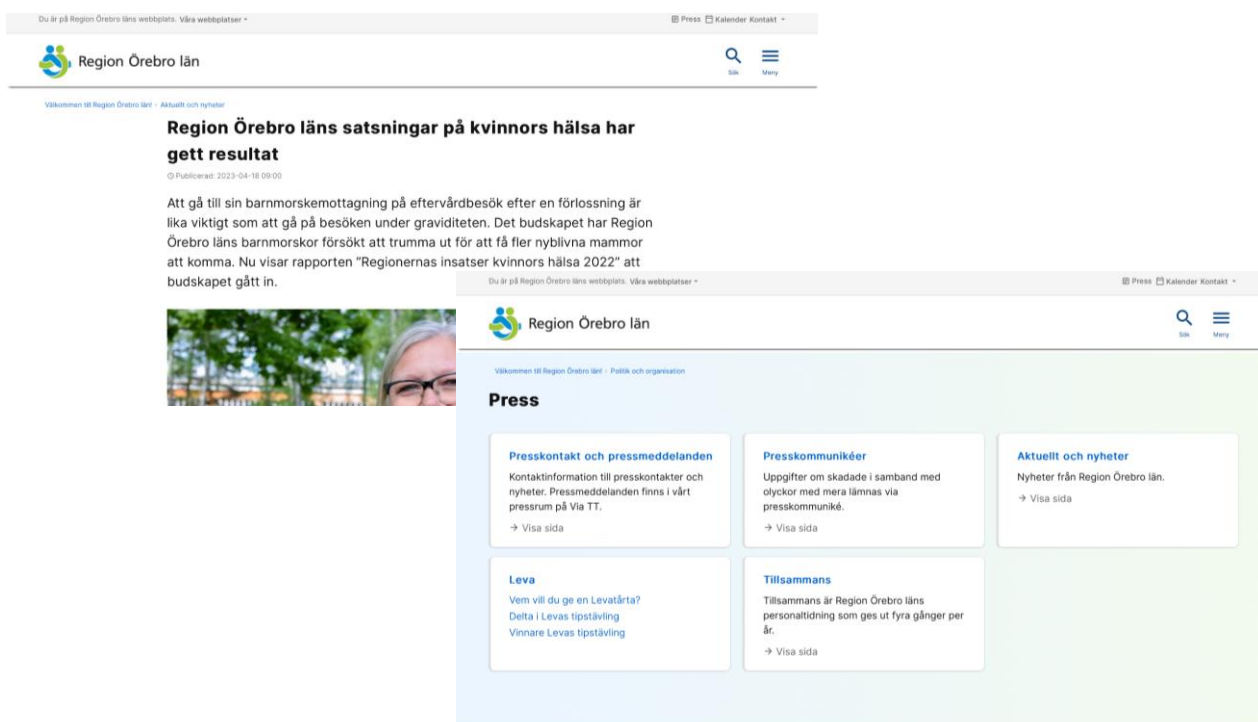 Du är på Region Örebro läns webbplats. Våra webbplatser
Press Kalender Kontakt
Region Örebro län
Sök
Meny
Välkommen till Region Örebro län! › Aktuellt och nyheter
Region Örebro läns satsningar på kvinnors hälsa har
gett resultat
Publicerad: 2023-04-18 09:00
Att gå till sin barnmorskemottagning på eftervårdbesök efter en förlossning är
lika viktigt som att gå på besöken under graviditeten. Det budskapet har Region
Örebro läns barnmorskor försökt att trumma ut för att få fler nyblivna mammor
att komma. Nu visar rapporten ”Regionernas insatser kvinnors hälsa 2022” att
budskapet gått in.
Du är på Region Örebro läns webbplats. Våra webbplatser
Press Kalender Kontakt
Region Örebro län
Sök
Meny
Välkommen till Region Örebro län! › Politik och organisation
Press
Presskontakt och pressmeddelanden
Kontaktinformation till presskontakter och
nyheter. Pressmeddelanden finns i vårt
pressrum på Via TT.
→ Visa sida
Presskommunikéer
Uppgifter om skadade i samband med
olyckor med mera lämnas via
presskommuniké.
→ Visa sida
Aktuellt och nyheter
Nyheter från Region Örebro län.
→ Visa sida
Leva
Vem vill du ge en Levatårta?
Delta i Levas tipstävling
Vinnare Levas tipstävling
Tillsammans
Tillsammans är Region Örebro läns
personaltidning som ges ut fyra gånger per
år.
→ Visa sida